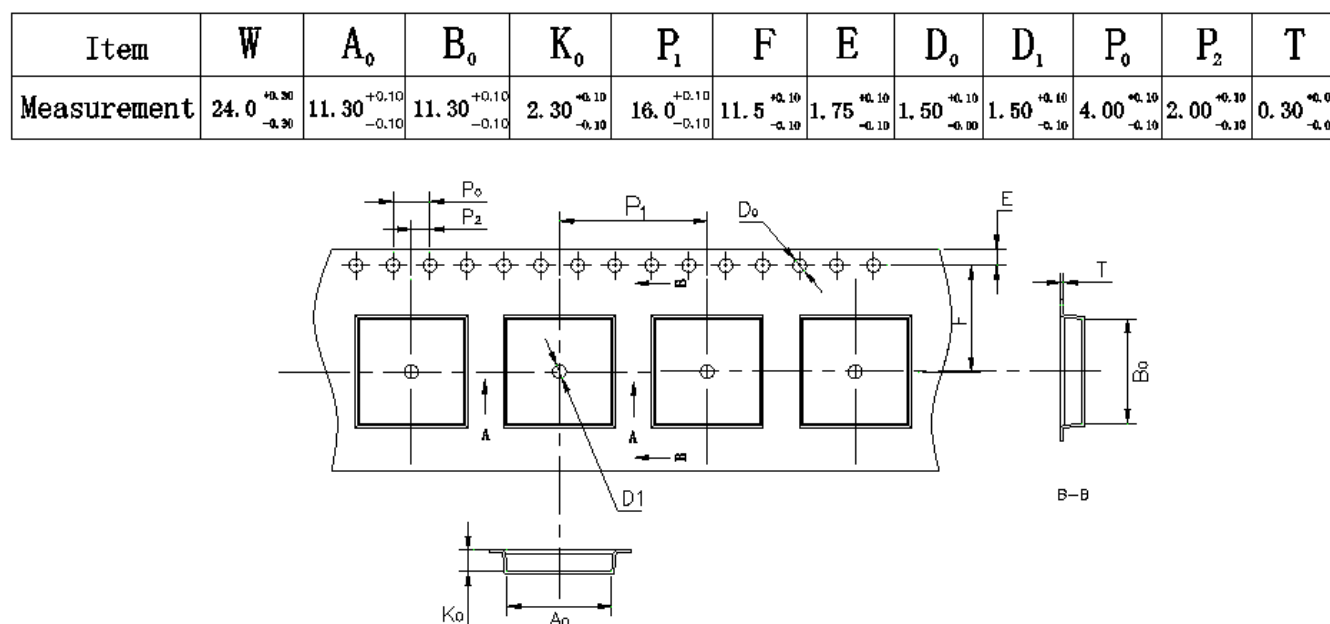 Item W A₀ B₀ K₀ P₁ F E D₀ D₁ P₀ P₂ T
Measurement 24.0 +0.30 -0.30 11.30 +0.10 -0.10 11.30 +0.10 -0.10 2.30 +0.10 -0.10 16.0 +0.10 -0.10 11.5 +0.10 -0.10 1.75 +0.10 -0.10 1.50 +0.10 -0.00 1.50 +0.10 -0.10 4.00 +0.10 -0.10 2.00 +0.10 -0.10 0.30
P₀
P₂
P₁
D₀
E
B
T
F
B₀
A A
B
D1
B-B
K₀
A₀